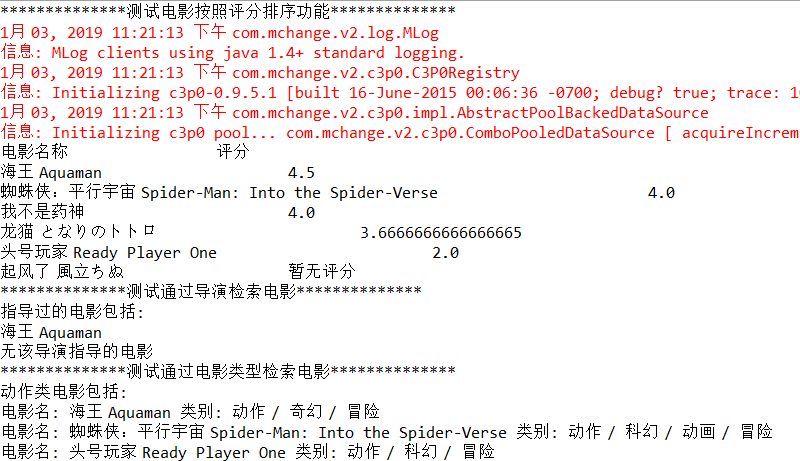 **************测试电影按照评分排序功能**************
1月 03, 2019 11:21:13 下午 com.mchange.v2.log.MLog
信息: MLog clients using java 1.4+ standard logging.
1月 03, 2019 11:21:13 下午 com.mchange.v2.c3p0.C3P0Registry
信息: Initializing c3p0-0.9.5.1 [built 16-June-2015 00:06:36 -0700; debug? true; trace: 10
1月 03, 2019 11:21:13 下午 com.mchange.v2.c3p0.impl.AbstractPoolBackedDataSource
信息: Initializing c3p0 pool... com.mchange.v2.c3p0.ComboPooledDataSource [ acquireIncrem
电影名称 评分
海王 Aquaman 4.5
蜘蛛侠：平行宇宙 Spider-Man: Into the Spider-Verse 4.0
我不是药神 4.0
龙猫 となりのトトロ 3.6666666666666665
头号玩家 Ready Player One 2.0
起风了 風立ちぬ 暂无评分
**************测试通过导演检索电影**************
指导过的电影包括:
海王 Aquaman
无该导演指导的电影
**************测试通过电影类型检索电影**************
动作类电影包括:
电影名: 海王 Aquaman 类别: 动作 / 奇幻 / 冒险
电影名: 蜘蛛侠：平行宇宙 Spider-Man: Into the Spider-Verse 类别: 动作 / 科幻 / 动画 / 冒险
电影名: 头号玩家 Ready Player One 类别: 动作 / 科幻 / 冒险